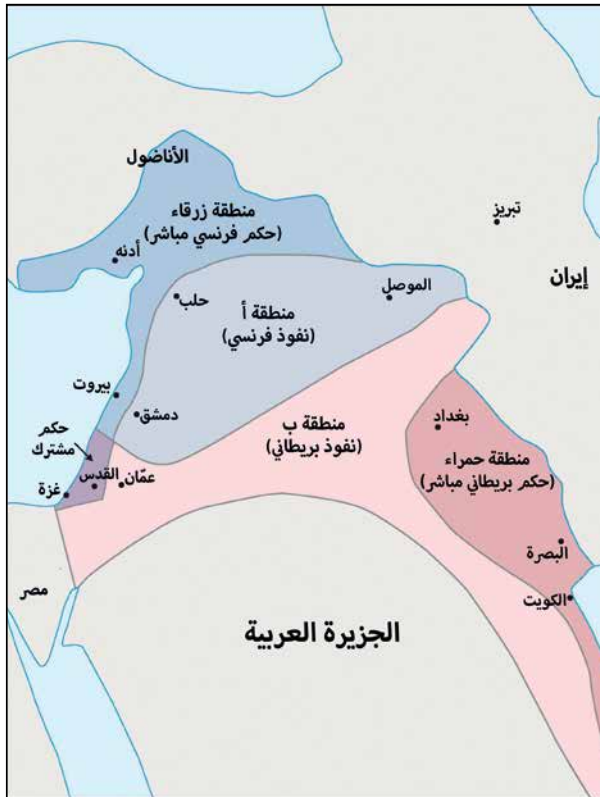 الأناضول
منطقة زرقاء
(حكم فرنسي مباشر)
أدنه
تبريز
إيران
الموصل
حلب
منطقة أ
(نفوذ فرنسي)
بيروت
دمشق
حكم
مشترك
منطقة ب
(نفوذ بريطاني)
بغداد
منطقة حمراء
(حكم بريطاني مباشر)
عمّان
القدس
غزة
البصرة
الكويت
مصر
الجزيرة العربية